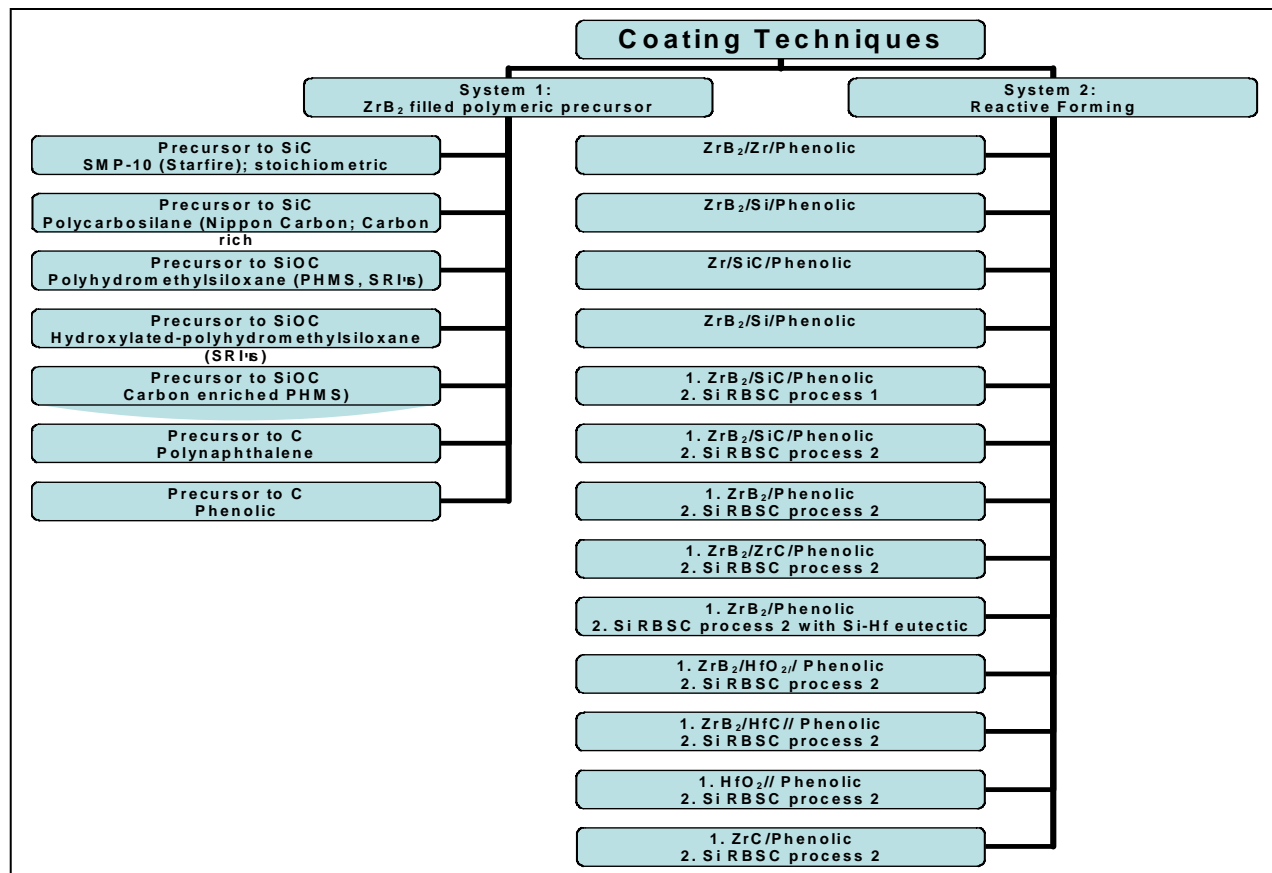 Coating Techniques
System 1:
ZrB₂ filled polymeric precursor
System 2:
Reactive Forming
Precursor to SiC
SMP-10 (Starfire); stoichiometric
Precursor to SiC
Polycarbosilane (Nippon Carbon; Carbon
rich
Precursor to SiOC
Polyhydromethylsiloxane (PHMS, SRI's)
Precursor to SiOC
Hydroxylated-polyhydromethylsiloxane
(SRI's)
Precursor to SiOC
Carbon enriched PHMS)
Precursor to C
Polynaphthalene
Precursor to C
Phenolic
ZrB₂/Zr/Phenolic
ZrB₂/Si/Phenolic
Zr/SiC/Phenolic
ZrB₂/Si/Phenolic
1. ZrB₂/SiC/Phenolic
2. Si RBSC process 1
1. ZrB₂/SiC/Phenolic
2. Si RBSC process 2
1. ZrB₂/Phenolic
2. Si RBSC process 2
1. ZrB₂/ZrC/Phenolic
2. Si RBSC process 2
1. ZrB₂/Phenolic
2. Si RBSC process 2 with Si-Hf eutectic
1. ZrB₂/HfO₂// Phenolic
2. Si RBSC process 2
1. ZrB₂/HfC// Phenolic
2. Si RBSC process 2
1. HfO₂// Phenolic
2. Si RBSC process 2
1. ZrC/Phenolic
2. Si RBSC process 2